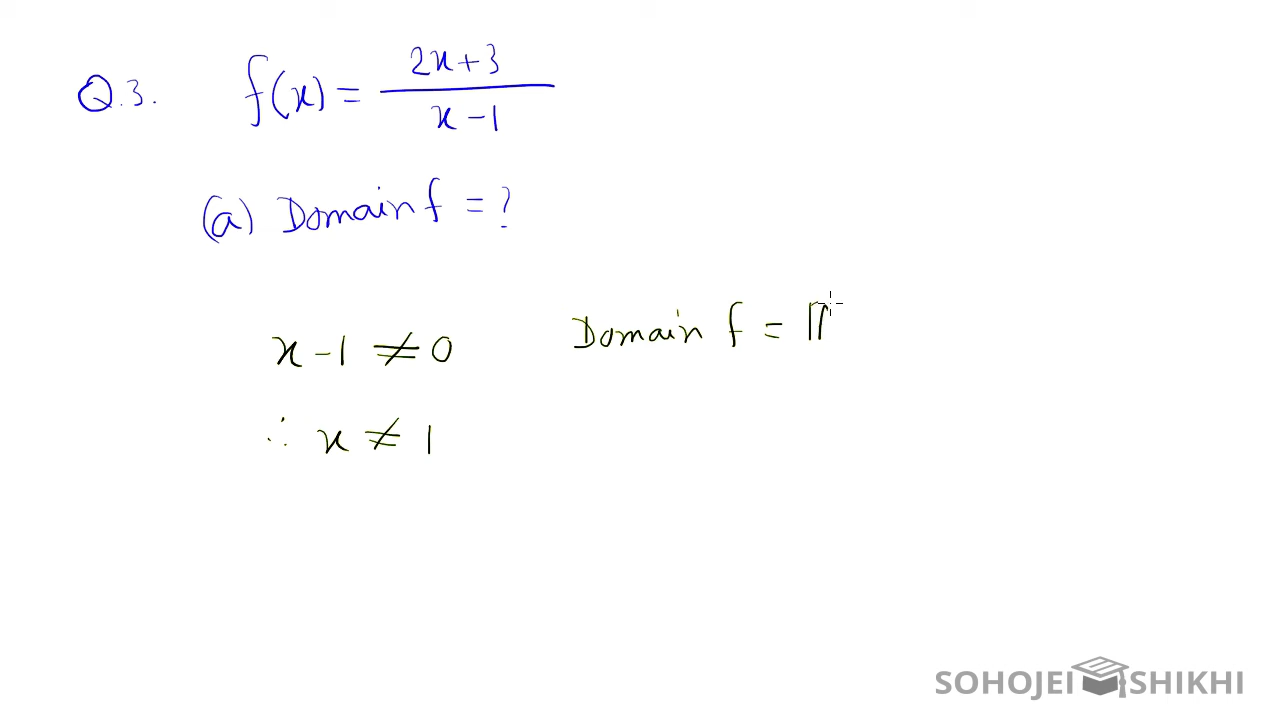 Q.3. f(x) = 2x+3 / x-1
(a) Domain f = ?
x-1 ≠ 0
Domain f =
∴ x ≠ 1
SOHOJEI SHIKHI